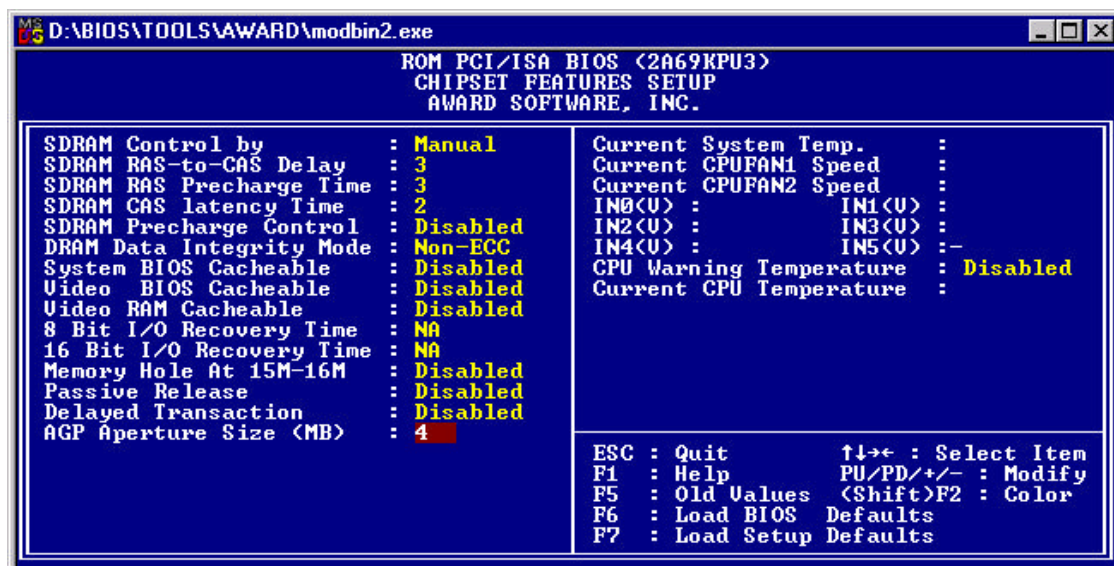 D:\BIOS\TOOLS\AWARD\modbin2.exe
ROM PCI/ISA BIOS (2A69KPU3)
CHIPSET FEATURES SETUP
AWARD SOFTWARE, INC.
SDRAM Control by : Manual
SDRAM RAS-to-CAS Delay : 3
SDRAM RAS Precharge Time : 3
SDRAM CAS latency Time : 2
SDRAM Precharge Control : Disabled
DRAM Data Integrity Mode : Non-ECC
System BIOS Cacheable : Disabled
Video BIOS Cacheable : Disabled
Video RAM Cacheable : Disabled
8 Bit I/O Recovery Time : NA
16 Bit I/O Recovery Time : NA
Memory Hole At 15M-16M : Disabled
Passive Release : Disabled
Delayed Transaction : Disabled
AGP Aperture Size (MB) : 4
Current System Temp. :
Current CPUFAN1 Speed :
Current CPUFAN2 Speed :
IN0(V) : IN1(V) :
IN2(V) : IN3(V) :
IN4(V) : IN5(V) :-
CPU Warning Temperature : Disabled
Current CPU Temperature :
ESC : Quit ↑↓→← : Select Item
F1 : Help PU/PD/+/- : Modify
F5 : Old Values (Shift)F2 : Color
F6 : Load BIOS Defaults
F7 : Load Setup Defaults